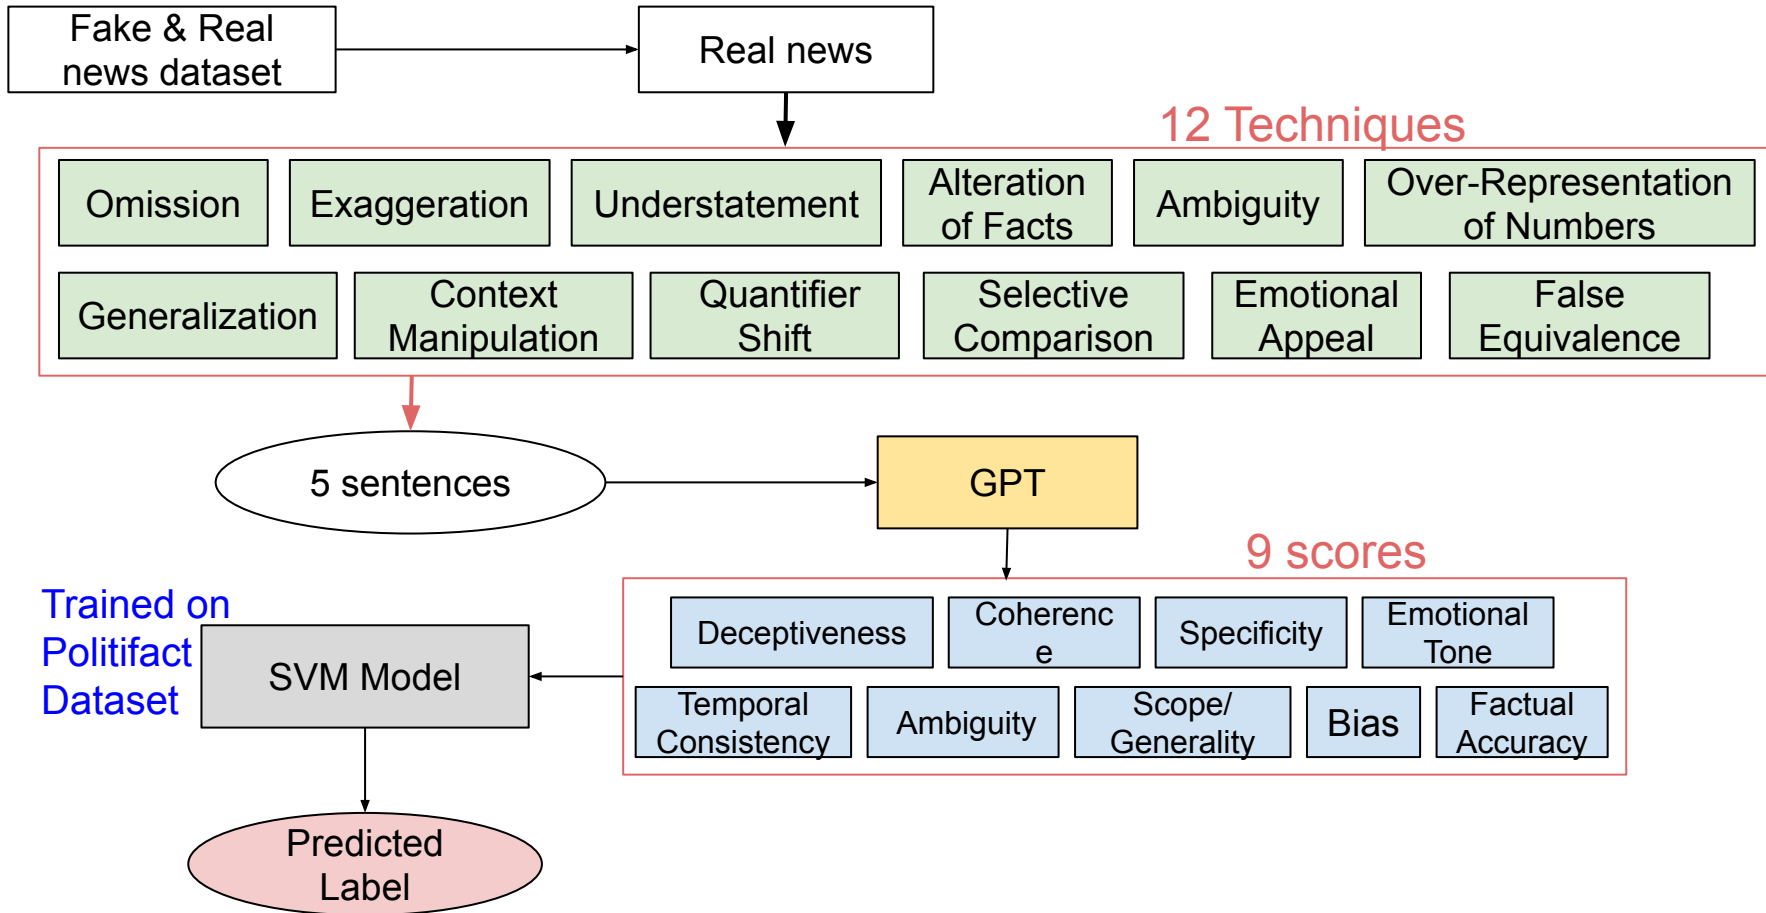 Fake & Real
news dataset
Real news
12 Techniques
Omission
Exaggeration
Understatement
Alteration
of Facts
Ambiguity
Over-Representation
of Numbers
Generalization
Context
Manipulation
Quantifier
Shift
Selective
Comparison
Emotional
Appeal
False
Equivalence
5 sentences
GPT
9 scores
Deceptiveness
Coherenc
e
Specificity
Emotional
Tone
Temporal
Consistency
Ambiguity
Scope/
Generality
Bias
Factual
Accuracy
Trained on
Politifact
Dataset
SVM Model
Predicted
Label